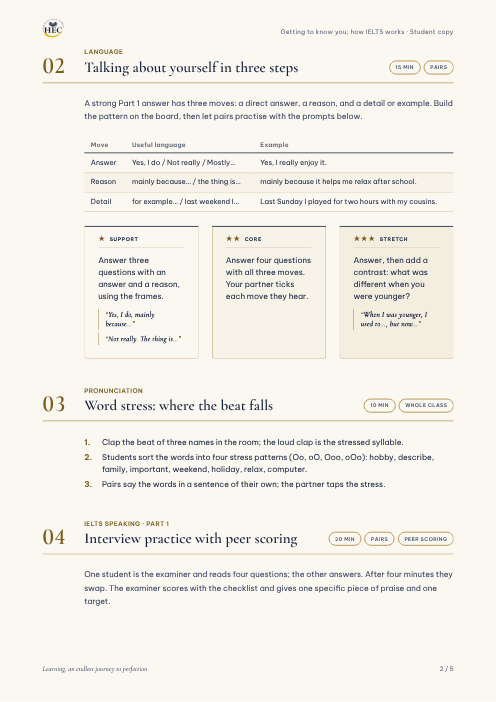 HEC
Getting to know you; how IELTS works · Student copy
LANGUAGE
02 Talking about yourself in three steps 15 MIN PAIRS
A strong Part 1 answer has three moves: a direct answer, a reason, and a detail or example. Build
the pattern on the board, then let pairs practise with the prompts below.
Move Useful language Example
Answer Yes, I do / Not really / Mostly... Yes, I really enjoy it.
Reason mainly because... / the thing is... mainly because it helps me relax after school.
Detail for example... / last weekend I... Last Sunday I played for two hours with my cousins.
★ SUPPORT
Answer three
questions with an
answer and a reason,
using the frames.
"Yes, I do, mainly
because..."
"Not really. The thing is..."
★★ CORE
Answer four questions
with all three moves.
Your partner ticks
each move they hear.
★★★ STRETCH
Answer, then add a
contrast: what was
different when you
were younger?
"When I was younger, I
used to..., but now..."
PRONUNCIATION
03 Word stress: where the beat falls 10 MIN WHOLE CLASS
1. Clap the beat of three names in the room; the loud clap is the stressed syllable.
2. Students sort the words into four stress patterns (Oo, oO, Ooo, oOo): hobby, describe,
family, important, weekend, holiday, relax, computer.
3. Pairs say the words in a sentence of their own; the partner taps the stress.
IELTS SPEAKING · PART 1
04 Interview practice with peer scoring 20 MIN PAIRS PEER SCORING
One student is the examiner and reads four questions; the other answers. After four minutes they
swap. The examiner scores with the checklist and gives one specific piece of praise and one
target.
Learning, an endless journey to perfection 2 / 5